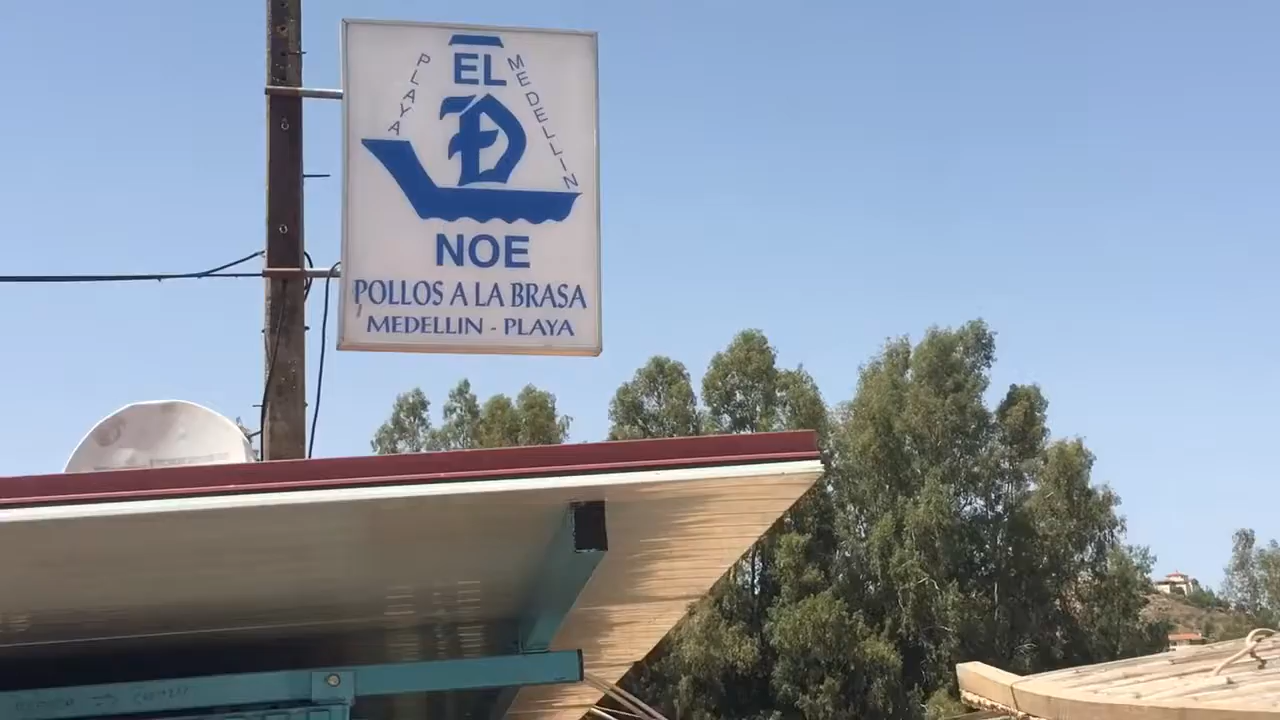 EL
PLAYA
MEDELLIN
D
NOE
POLLOS A LA BRASA
MEDELLIN - PLAYA